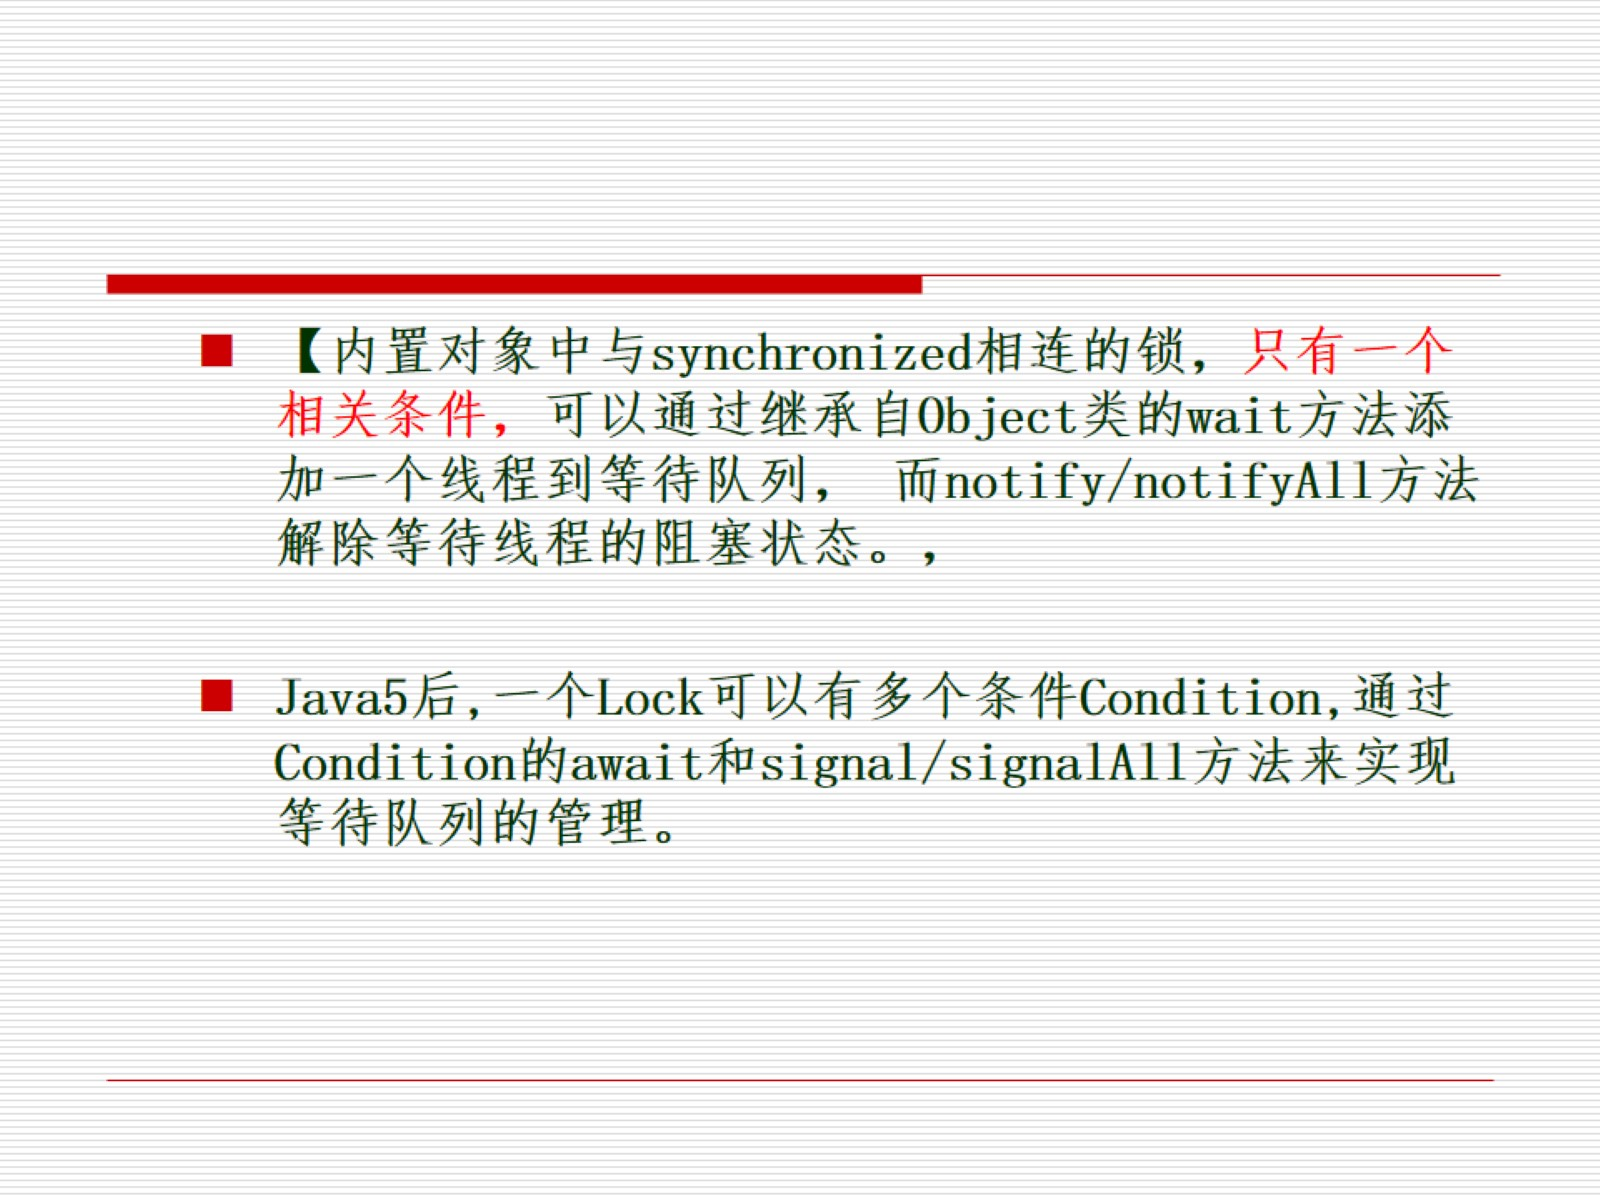 【内置对象中与synchronized相连的锁，只有一个
相关条件，可以通过继承自Object类的wait方法添
加一个线程到等待队列， 而notify/notifyAll方法
解除等待线程的阻塞状态。，
Java5后,一个Lock可以有多个条件Condition,通过
Condition的await和signal/signalAll方法来实现
等待队列的管理。